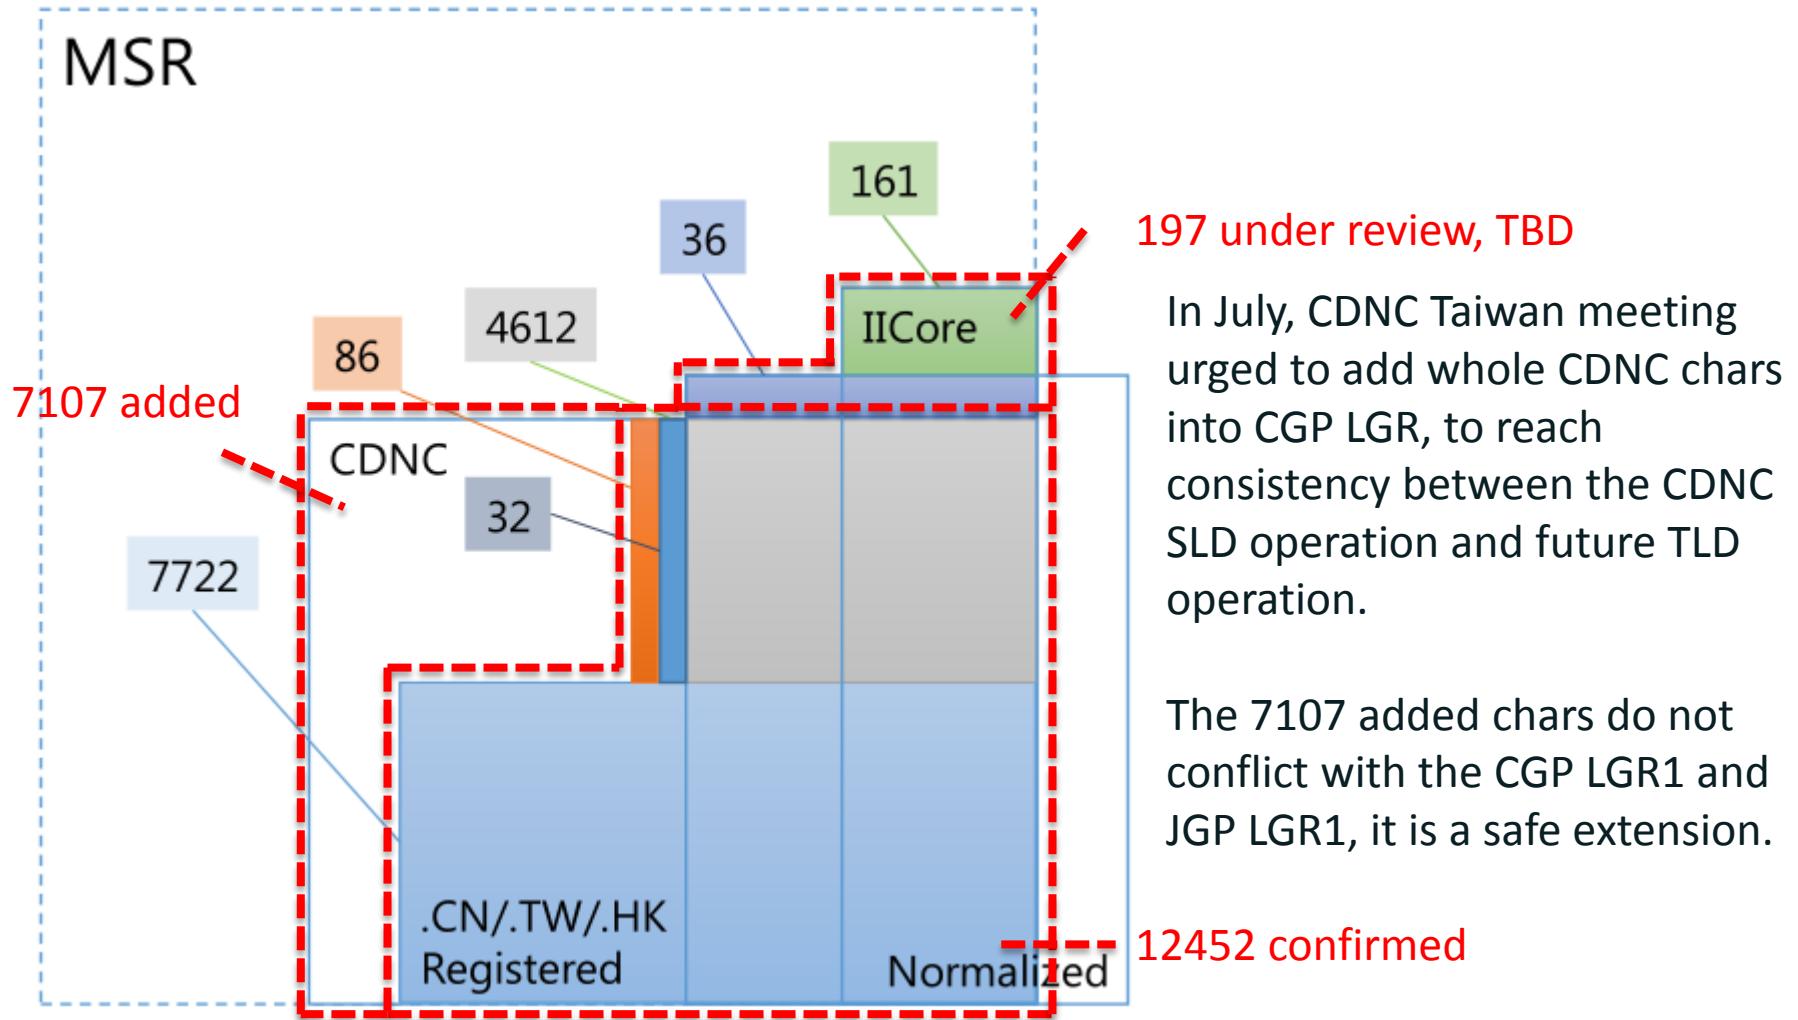 MSR
161
36
197 under review, TBD
4612
IICore
86
7107 added
CDNC
32
7722
In July, CDNC Taiwan meeting
urged to add whole CDNC chars
into CGP LGR, to reach
consistency between the CDNC
SLD operation and future TLD
operation.
The 7107 added chars do not
conflict with the CGP LGR1 and
JGP LGR1, it is a safe extension.
.CN/.TW/.HK
Registered
Normalized
12452 confirmed